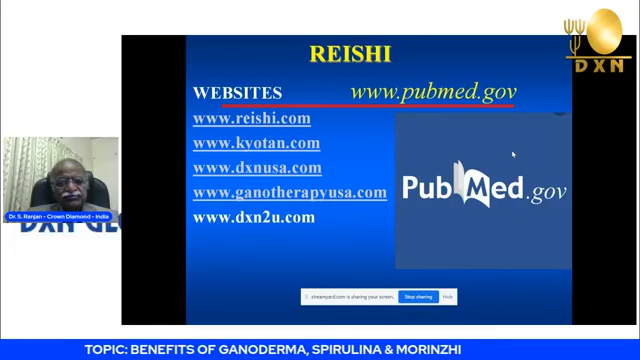 REISHI
DXN
WEBSITES www.pubmed.gov
www.reishi.com
www.kyotan.com
www.dxnusa.com
www.ganotherapyusa.com
www.dxn2u.com
PubMed.gov
Dr. S. Ranjan - Crown Diamond - India
streamyard.com is sharing your screen. Stop sharing Hide
TOPIC: BENEFITS OF GANODERMA, SPIRULINA & MORINZHI